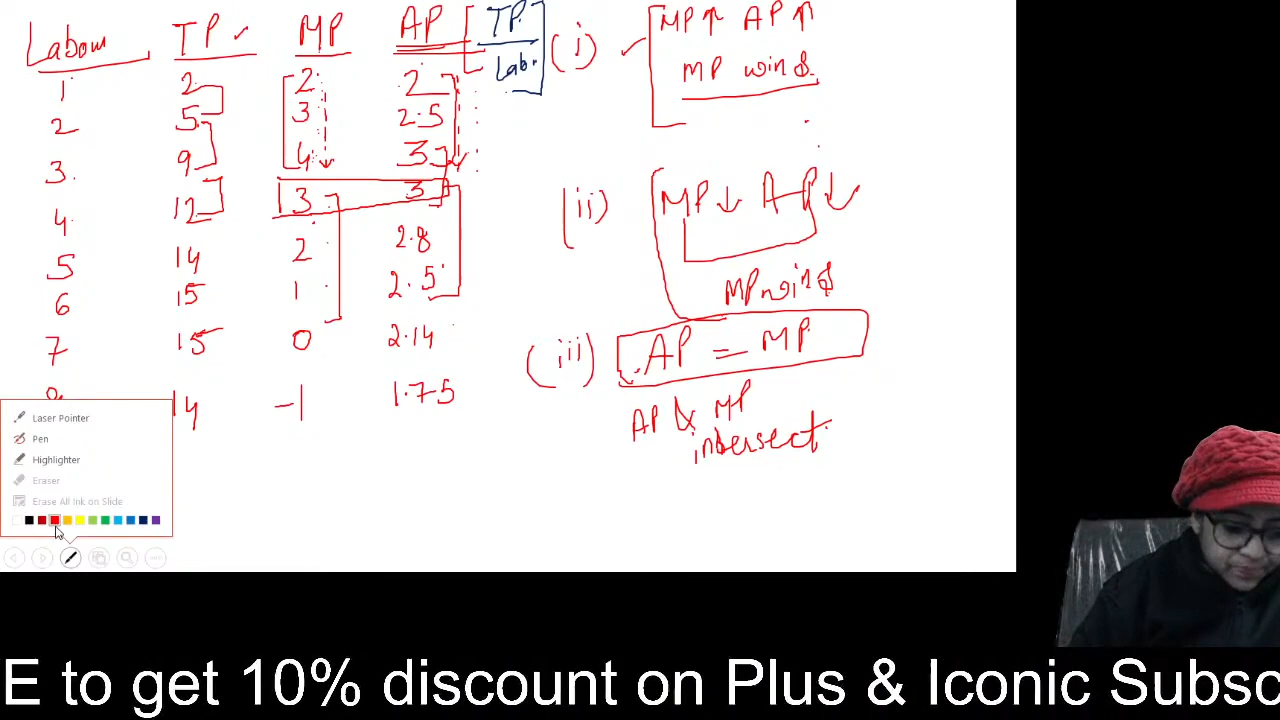 Labour TP MP AP [TP/Lab.] (i) MP↑ AP↑
MP wins
1 2 2 2
2 5 3 2.5
3 9 4 3
4 12 3 3
5 14 2 2.8
6 15 1 2.5
7 15 0 2.14
14 -1 1.75
(ii) MP↓ AP↓
MP wins
(iii) AP = MP
AP & MP
intersect
Laser Pointer
Pen
Highlighter
Eraser
Erase All Ink on Slide
E to get 10% discount on Plus & Iconic Subsc